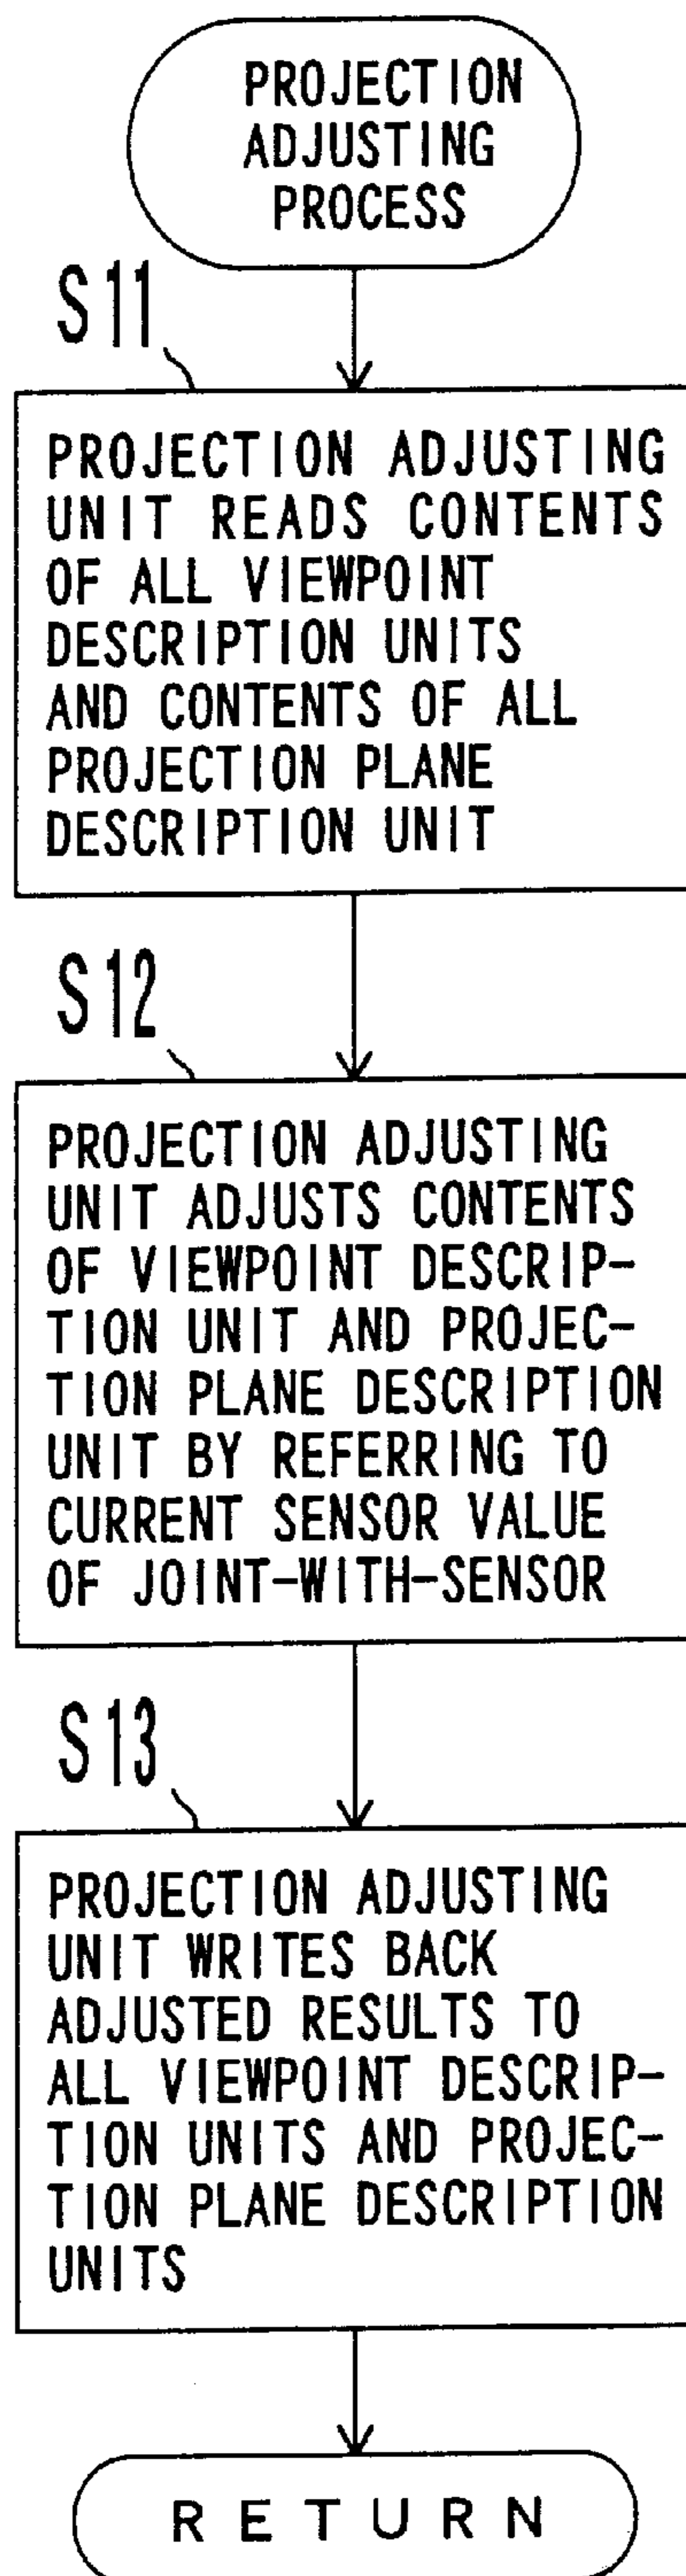 PROJECTION
ADJUSTING
PROCESS
S11
PROJECTION ADJUSTING
UNIT READS CONTENTS
OF ALL VIEWPOINT
DESCRIPTION UNITS
AND CONTENTS OF ALL
PROJECTION PLANE
DESCRIPTION UNIT
S12
PROJECTION ADJUSTING
UNIT ADJUSTS CONTENTS
OF VIEWPOINT DESCRIP-
TION UNIT AND PROJEC-
TION PLANE DESCRIPTION
UNIT BY REFERRING TO
CURRENT SENSOR VALUE
OF JOINT-WITH-SENSOR
S13
PROJECTION ADJUSTING
UNIT WRITES BACK
ADJUSTED RESULTS TO
ALL VIEWPOINT DESCRIP-
TION UNITS AND PROJEC-
TION PLANE DESCRIPTION
UNITS
RETURN